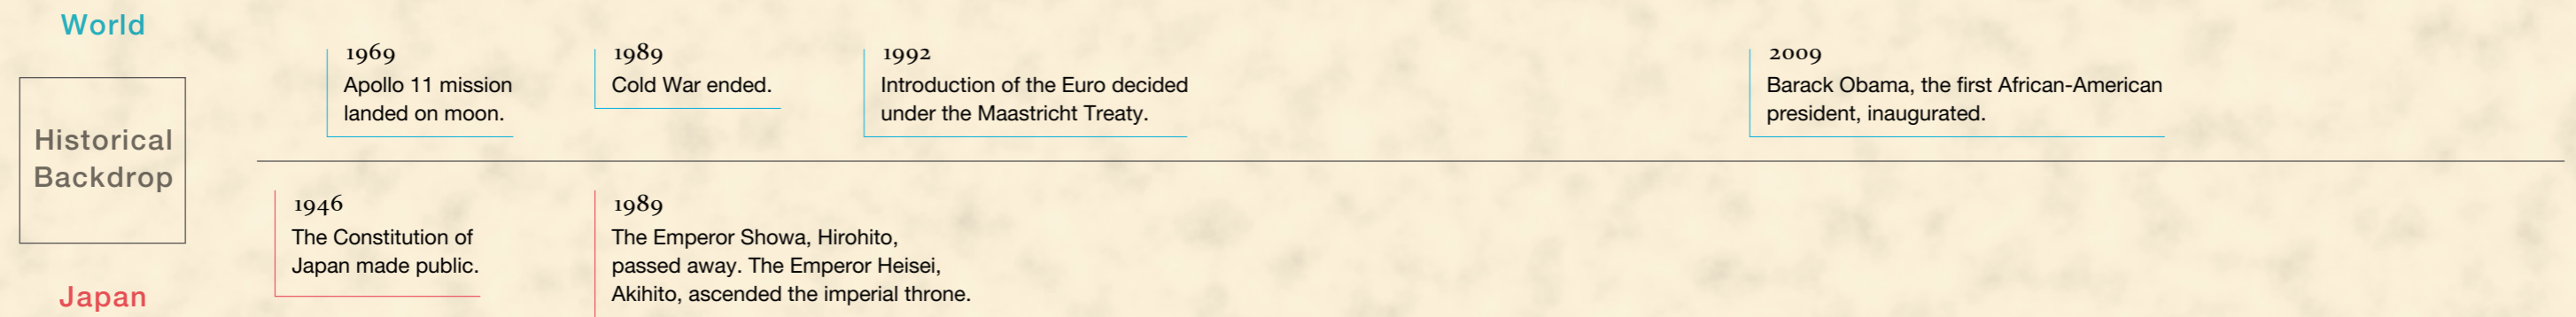 World
Historical
Backdrop
Japan
1969
Apollo 11 mission
landed on moon.
1989
Cold War ended.
1992
Introduction of the Euro decided
under the Maastricht Treaty.
2009
Barack Obama, the first African-American
president, inaugurated.
1946
The Constitution of
Japan made public.
1989
The Emperor Showa, Hirohito,
passed away. The Emperor Heisei,
Akihito, ascended the imperial throne.